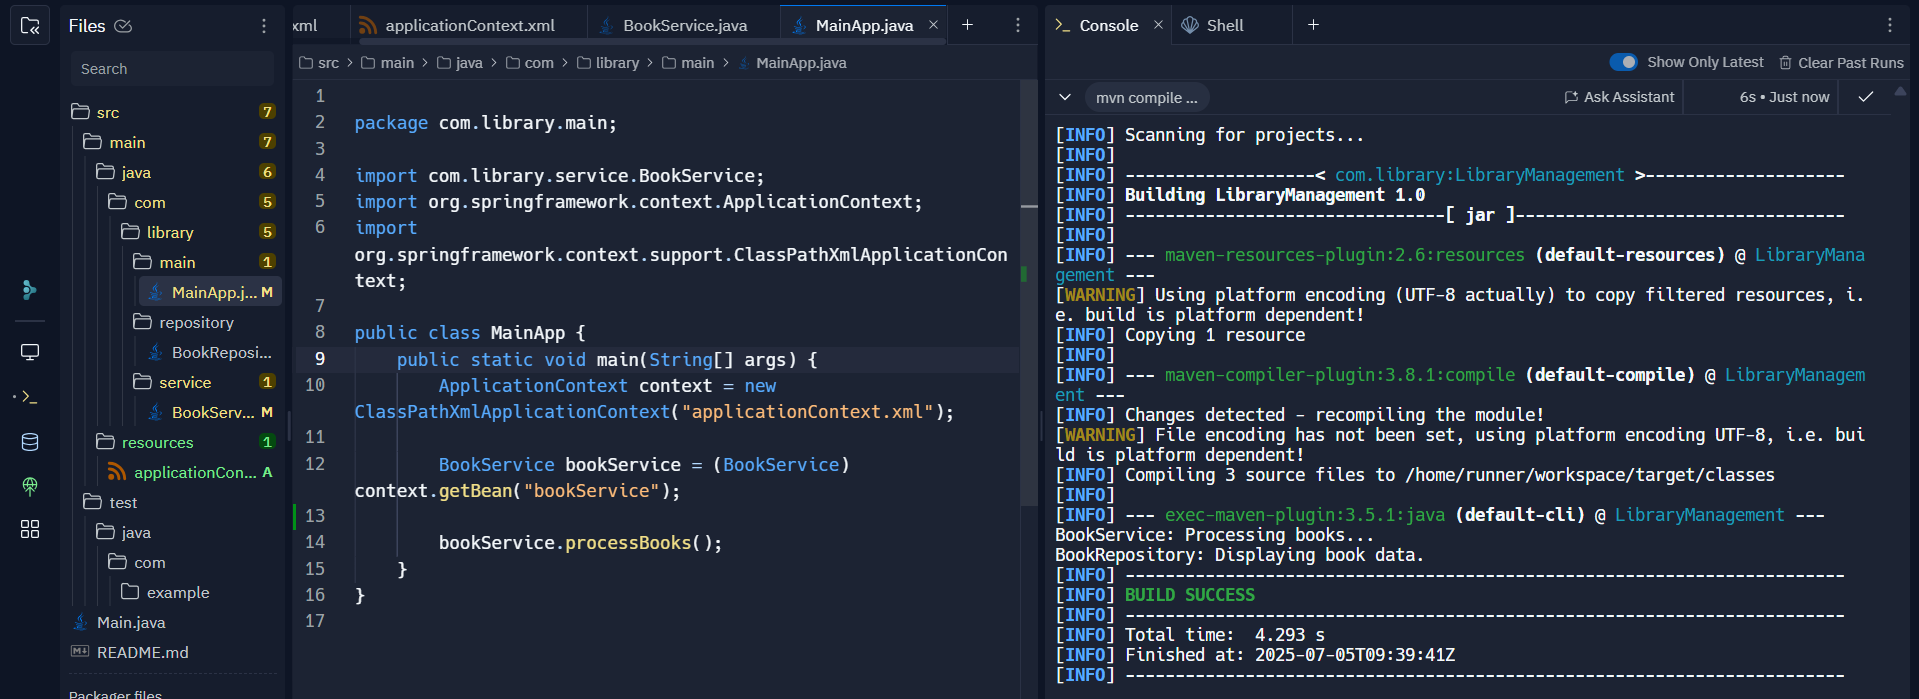 Files
Search
src 7
main 7
java 6
com 5
library 5
main 1
MainApp.j... M
repository
BookReposi...
service 1
BookServ... M
resources 1
applicationCon... A
test
java
com
example
Main.java
README.md
Packager files
xml
applicationContext.xml
BookService.java
MainApp.java
src > main > java > com > library > main > MainApp.java
1
2 package com.library.main;
3
4 import com.library.service.BookService;
5 import org.springframework.context.ApplicationContext;
6 import
org.springframework.context.support.ClassPathXmlApplicationCon
text;
7
8 public class MainApp {
9 public static void main(String[] args) {
10 ApplicationContext context = new
ClassPathXmlApplicationContext("applicationContext.xml");
11
12 BookService bookService = (BookService)
context.getBean("bookService");
13
14 bookService.processBooks();
15 }
16 }
17
Console
Shell
Show Only Latest
Clear Past Runs
mvn compile ...
Ask Assistant
6s • Just now
[INFO] Scanning for projects...
[INFO]
[INFO] -------------------< com.library:LibraryManagement >--------------------
[INFO] Building LibraryManagement 1.0
[INFO] --------------------------------[ jar ]---------------------------------
[INFO]
[INFO] --- maven-resources-plugin:2.6:resources (default-resources) @ LibraryMana
gement ---
[WARNING] Using platform encoding (UTF-8 actually) to copy filtered resources, i.
e. build is platform dependent!
[INFO] Copying 1 resource
[INFO]
[INFO] --- maven-compiler-plugin:3.8.1:compile (default-compile) @ LibraryManagem
ent ---
[INFO] Changes detected - recompiling the module!
[WARNING] File encoding has not been set, using platform encoding UTF-8, i.e. bui
ld is platform dependent!
[INFO] Compiling 3 source files to /home/runner/workspace/target/classes
[INFO]
[INFO] --- exec-maven-plugin:3.5.1:java (default-cli) @ LibraryManagement ---
BookService: Processing books...
BookRepository: Displaying book data.
[INFO] ------------------------------------------------------------------------
[INFO] BUILD SUCCESS
[INFO] ------------------------------------------------------------------------
[INFO] Total time:  4.293 s
[INFO] Finished at: 2025-07-05T09:39:41Z
[INFO] ------------------------------------------------------------------------